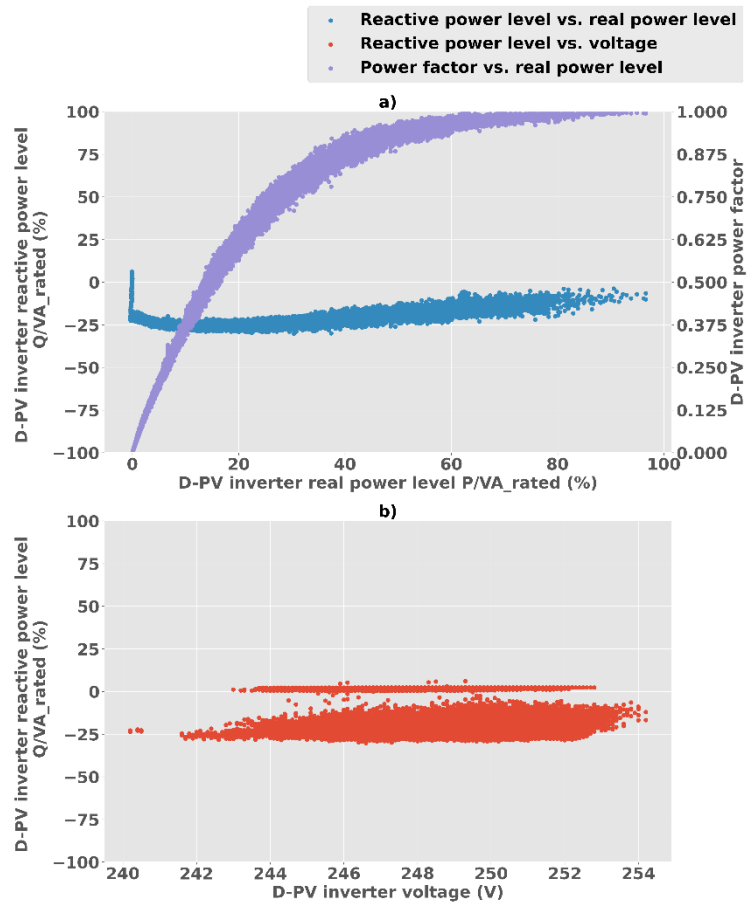 Reactive power level vs. real power level
Reactive power level vs. voltage
Power factor vs. real power level
a)
D-PV inverter reactive power level
Q/VA_rated (%)
100
75
50
25
0
−25
−50
−75
−100
1.000
0.875
0.750
0.625
0.500
0.375
0.250
0.125
0.000
D-PV inverter power factor
0 20 40 60 80 100
D-PV inverter real power level P/VA_rated (%)
b)
D-PV inverter reactive power level
Q/VA_rated (%)
100
75
50
25
0
−25
−50
−75
−100
240 242 244 246 248 250 252 254
D-PV inverter voltage (V)